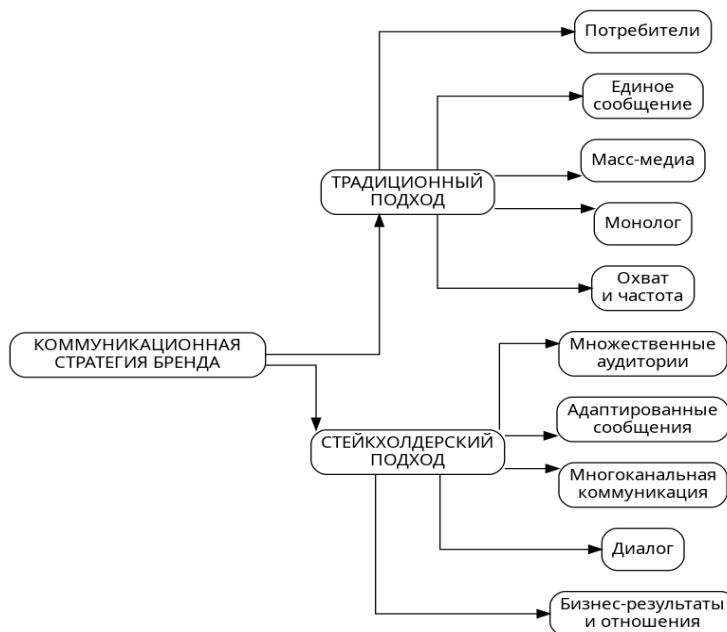 Потребители
Единое
сообщение
Масс-медиа
ТРАДИЦИОННЫЙ
ПОДХОД
Монолог
Охват
и частота
КОММУНИКАЦИОННАЯ
СТРАТЕГИЯ БРЕНДА
Множественные
аудитории
Адаптированные
сообщения
СТЕЙКХОЛДЕРСКИЙ
ПОДХОД
Многоканальная
коммуникация
Диалог
Бизнес-результаты
и отношения